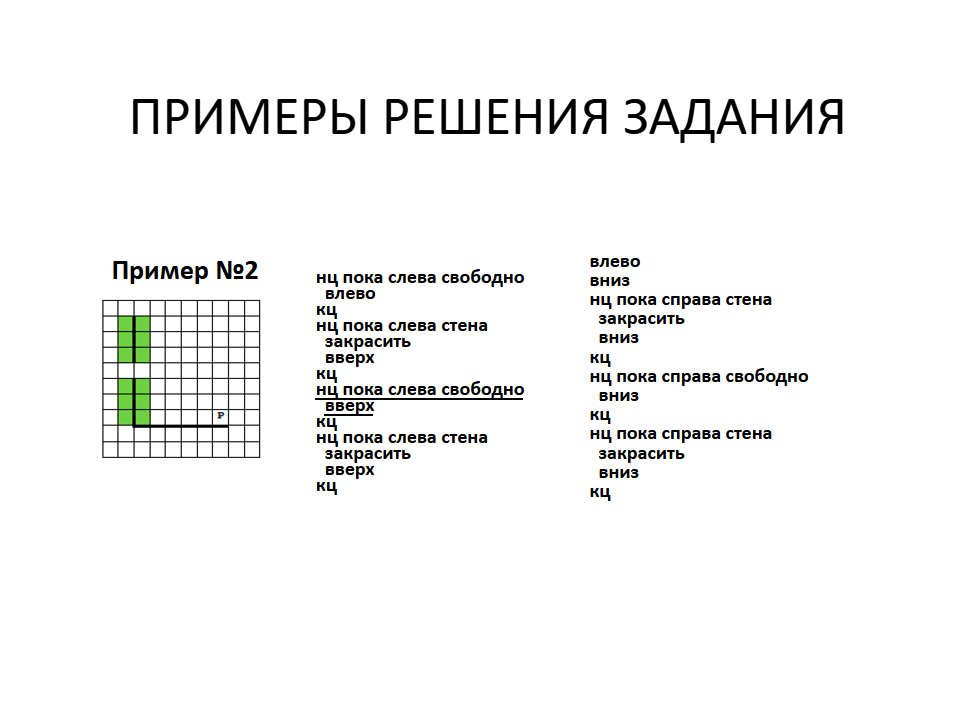 ПРИМЕРЫ РЕШЕНИЯ ЗАДАНИЯ
Пример №2
Р
нц пока слева свободно
влево
кц
нц пока слева стена
закрасить
вверх
кц
нц пока слева свободно
вверх
кц
нц пока слева стена
закрасить
вверх
кц
влево
вниз
нц пока справа стена
закрасить
вниз
кц
нц пока справа свободно
вниз
кц
нц пока справа стена
закрасить
вниз
кц